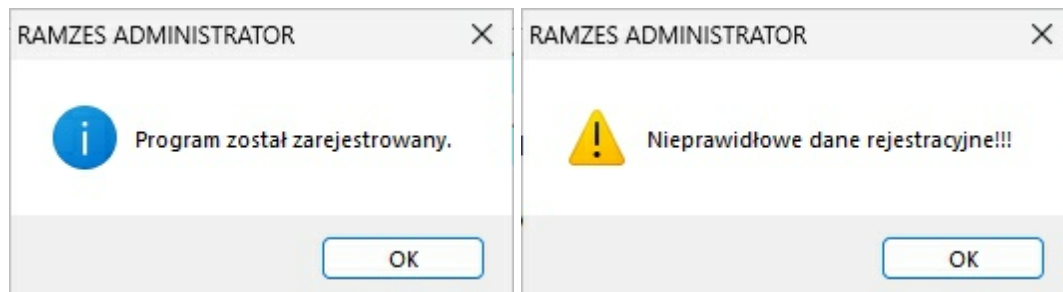 RAMZES ADMINISTRATOR
Program został zarejestrowany.
OK
RAMZES ADMINISTRATOR
Nieprawidłowe dane rejestracyjne!!!
OK